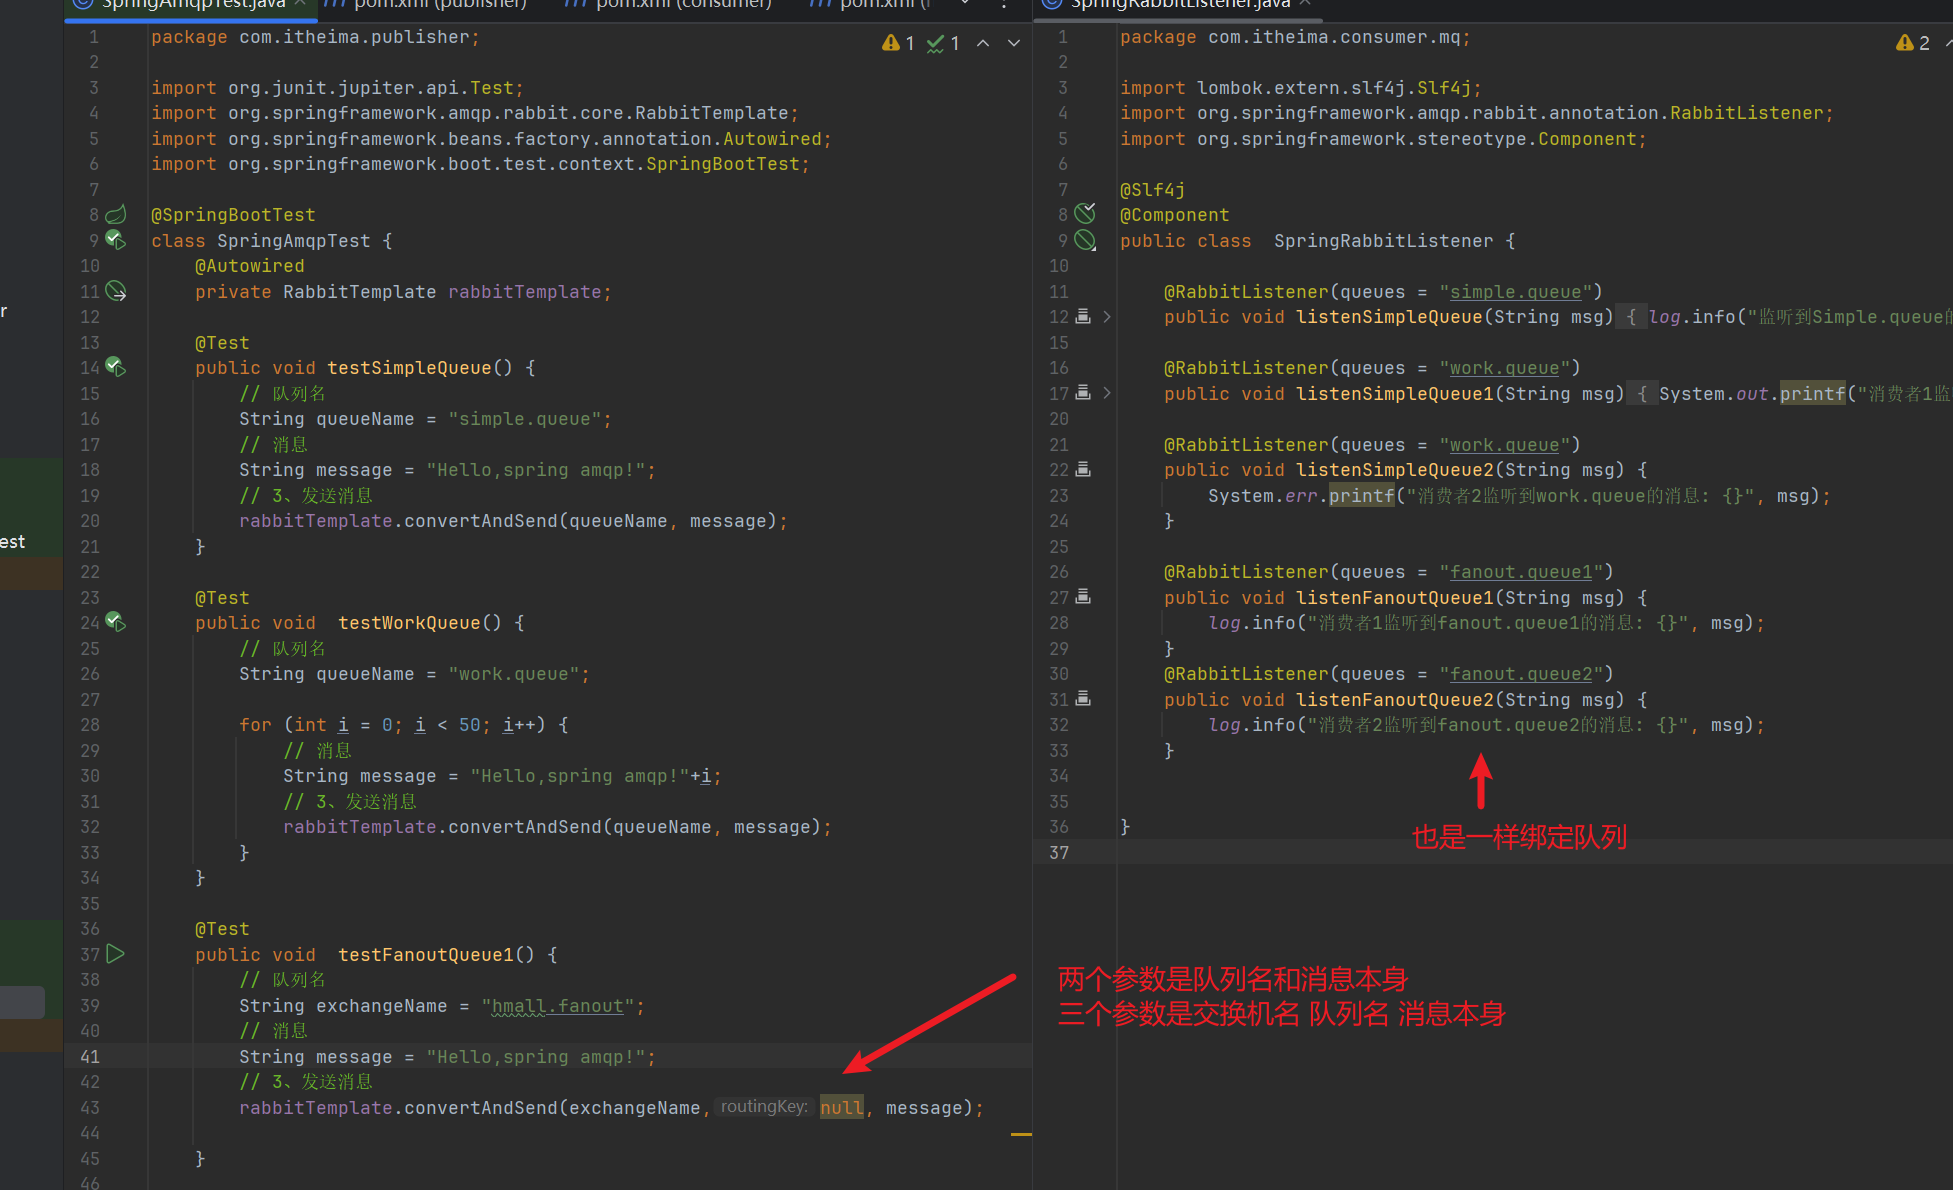 SpringAmqpTest.java
pom.xml (publisher)
pom.xml (consumer)
SpringRabbitListener.java
1 package com.itheima.publisher;
1 1
2
3 import org.junit.jupiter.api.Test;
4 import org.springframework.amqp.rabbit.core.RabbitTemplate;
5 import org.springframework.beans.factory.annotation.Autowired;
6 import org.springframework.boot.test.context.SpringBootTest;
7
8 @SpringBootTest
9 class SpringAmqpTest {
10     @Autowired
11     private RabbitTemplate rabbitTemplate;
12
13     @Test
14     public void testSimpleQueue() {
15         // 队列名
16         String queueName = "simple.queue";
17         // 消息
18         String message = "Hello,spring amqp!";
19         // 3、发送消息
20         rabbitTemplate.convertAndSend(queueName, message);
21     }
22
23     @Test
24     public void  testWorkQueue() {
25         // 队列名
26         String queueName = "work.queue";
27
28         for (int i = 0; i < 50; i++) {
29             // 消息
30             String message = "Hello,spring amqp!"+i;
31             // 3、发送消息
32             rabbitTemplate.convertAndSend(queueName, message);
33         }
34     }
35
36     @Test
37     public void  testFanoutQueue1() {
38         // 队列名
39         String exchangeName = "hmall.fanout";
40         // 消息
41         String message = "Hello,spring amqp!";
42         // 3、发送消息
43         rabbitTemplate.convertAndSend(exchangeName, routingKey: null, message);
44
45     }
46
1 package com.itheima.consumer.mq;
2
2
3 import lombok.extern.slf4j.Slf4j;
4 import org.springframework.amqp.rabbit.annotation.RabbitListener;
5 import org.springframework.stereotype.Component;
6
7 @Slf4j
8 @Component
9 public class  SpringRabbitListener {
10
11     @RabbitListener(queues = "simple.queue")
12     public void listenSimpleQueue(String msg) { log.info("监听到Simple.queue的
15
16     @RabbitListener(queues = "work.queue")
17     public void listenSimpleQueue1(String msg) { System.out.printf("消费者1监
20
21     @RabbitListener(queues = "work.queue")
22     public void listenSimpleQueue2(String msg) {
23         System.err.printf("消费者2监听到work.queue的消息: {}", msg);
24     }
25
26     @RabbitListener(queues = "fanout.queue1")
27     public void listenFanoutQueue1(String msg) {
28         log.info("消费者1监听到fanout.queue1的消息: {}", msg);
29     }
30     @RabbitListener(queues = "fanout.queue2")
31     public void listenFanoutQueue2(String msg) {
32         log.info("消费者2监听到fanout.queue2的消息: {}", msg);
33     }
34
35
36 }
37
也是一样绑定队列
两个参数是队列名和消息本身
三个参数是交换机名 队列名 消息本身
r
est